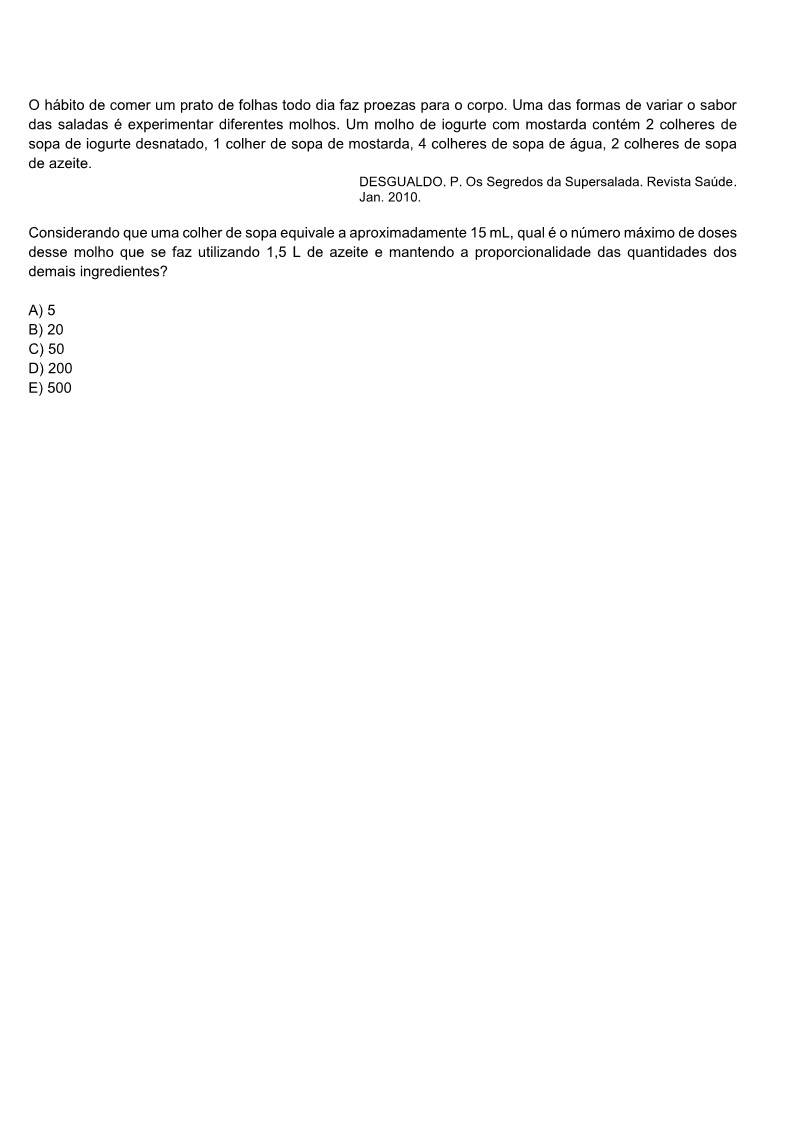 O hábito de comer um prato de folhas todo dia faz proezas para o corpo. Uma das formas de variar o sabor
das saladas é experimentar diferentes molhos. Um molho de iogurte com mostarda contém 2 colheres de
sopa de iogurte desnatado, 1 colher de sopa de mostarda, 4 colheres de sopa de água, 2 colheres de sopa
de azeite.
DESGUALDO. P. Os Segredos da Supersalada. Revista Saúde.
Jan. 2010.
Considerando que uma colher de sopa equivale a aproximadamente 15 mL, qual é o número máximo de doses
desse molho que se faz utilizando 1,5 L de azeite e mantendo a proporcionalidade das quantidades dos
demais ingredientes?
A) 5
B) 20
C) 50
D) 200
E) 500